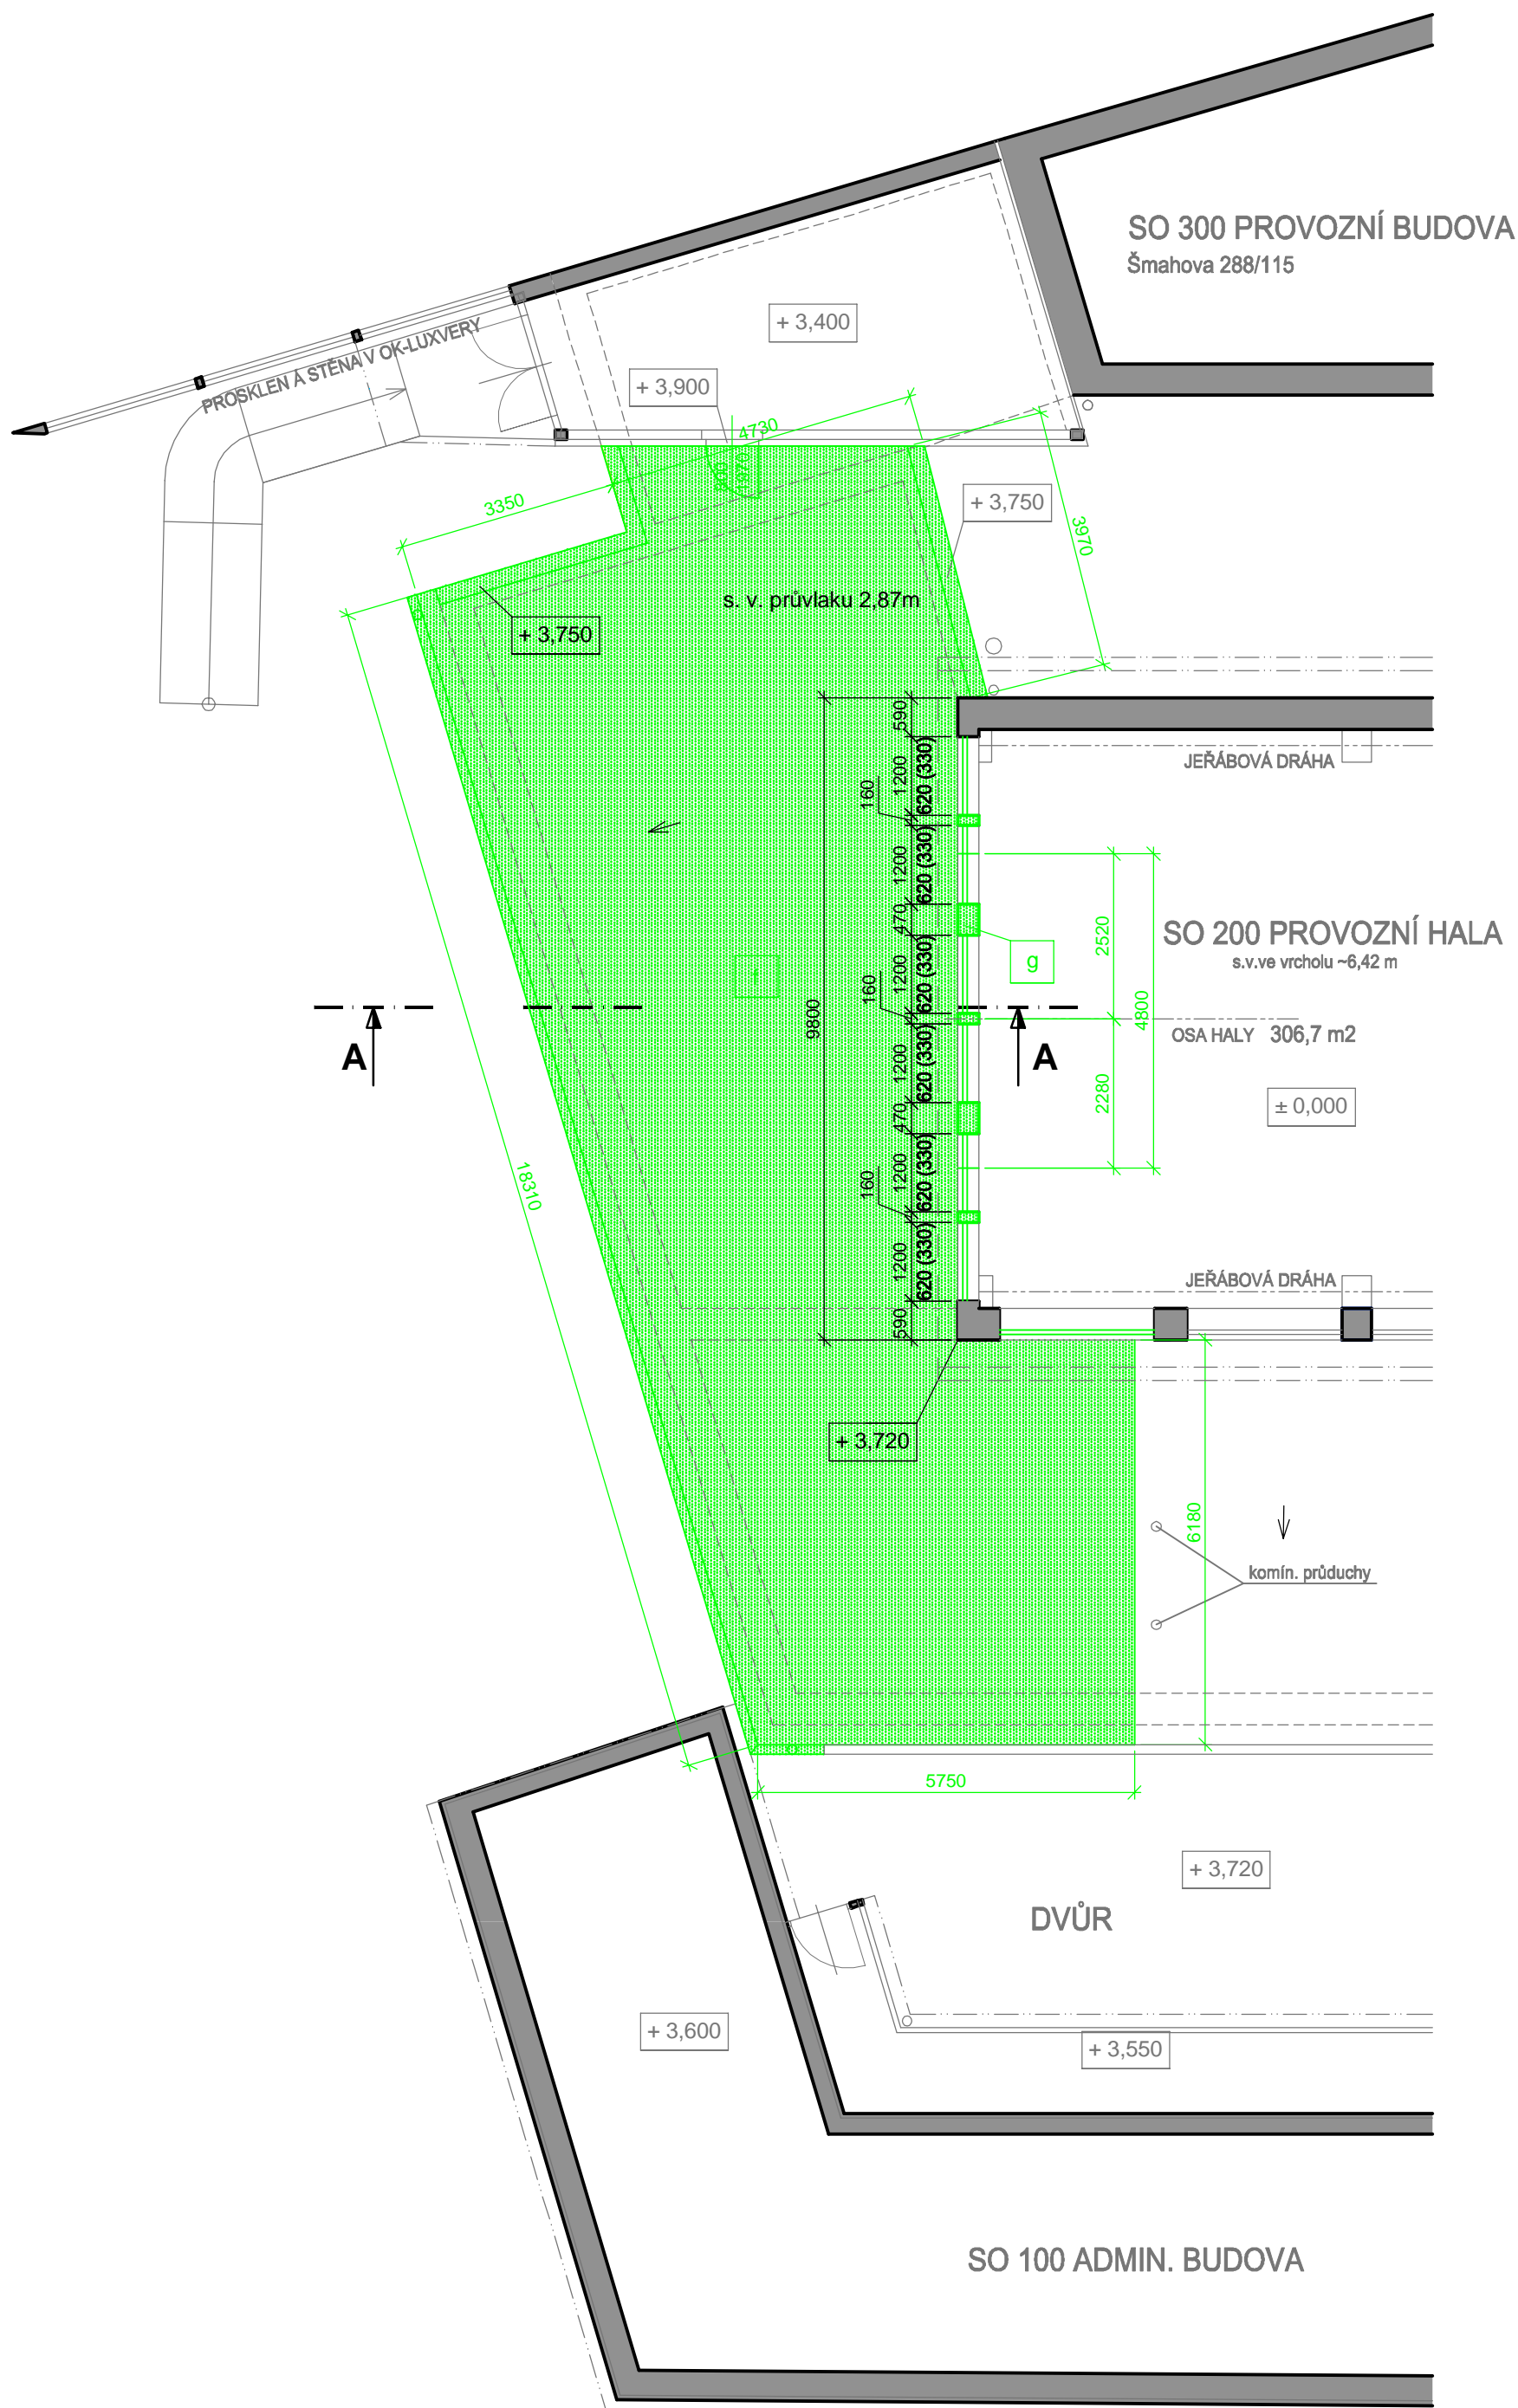 SO 300 PROVOZNÍ BUDOVA
Šmahova 288/115
+ 3,400
PROSKLEN Á STĚNA V OK-LUXVERY
+ 3,900
4730
800
1970
3350
+ 3,750
3970
s. v. průvlaku 2,87m
+ 3,750
590
JEŘÁBOVÁ DRÁHA
1200
620 (330)
160
1200
620 (330)
470
2520
SO 200 PROVOZNÍ HALA
s.v.ve vrcholu ~6,42 m
g
f
1200
620 (330)
160
9800
4800
OSA HALY 306,7 m2
A
A
1200
620 (330)
2280
± 0,000
470
1200
620 (330)
160
18310
1200
620 (330)
JEŘÁBOVÁ DRÁHA
590
+ 3,720
6180
komín. průduchy
5750
+ 3,720
DVŮR
+ 3,600
+ 3,550
SO 100 ADMIN. BUDOVA